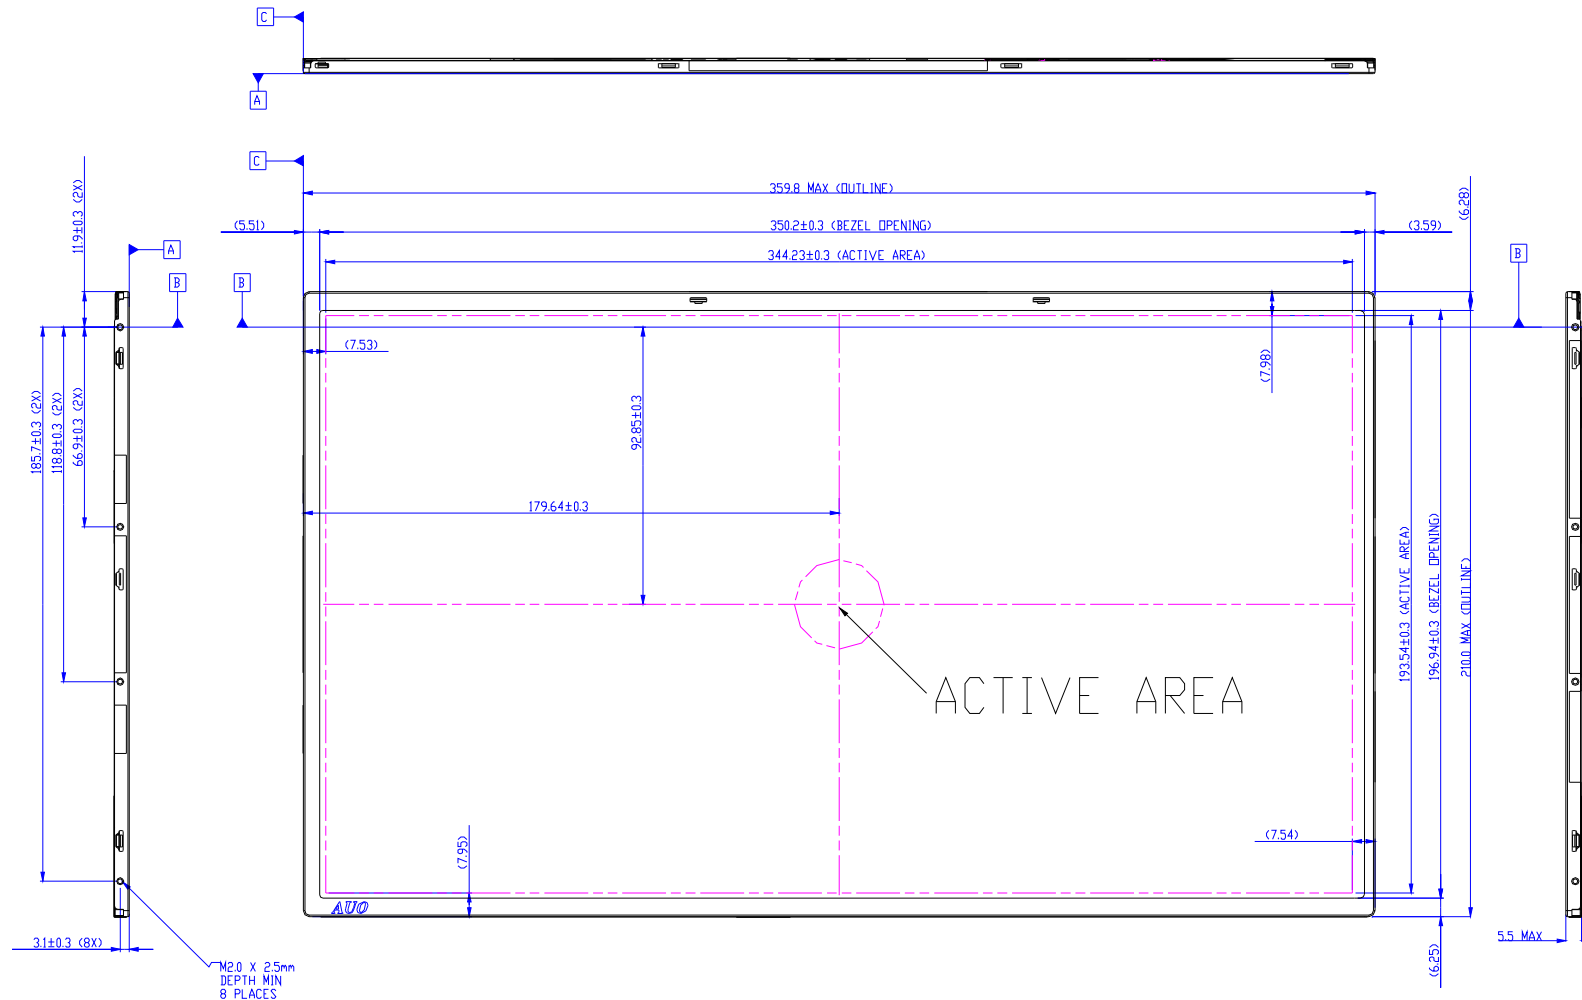 C
A
C
359.8 MAX (OUTLINE)
(5.51)
350.2±0.3 (BEZEL OPENING)
(3.59)
344.23±0.3 (ACTIVE AREA)
(6.28)
11.9±0.3 (2X)
A
B
B
B
(7.53)
(7.98)
185.7±0.3 (2X)
118.8±0.3 (2X)
66.9±0.3 (2X)
92.85±0.3
179.64±0.3
193.54±0.3 (ACTIVE AREA)
196.94±0.3 (BEZEL OPENING)
210.0 MAX (OUTLINE)
ACTIVE AREA
(7.95)
(7.54)
AUO
3.1±0.3 (8X)
5.5 MAX
(6.25)
M2.0 X 2.5mm
DEPTH MIN
8 PLACES